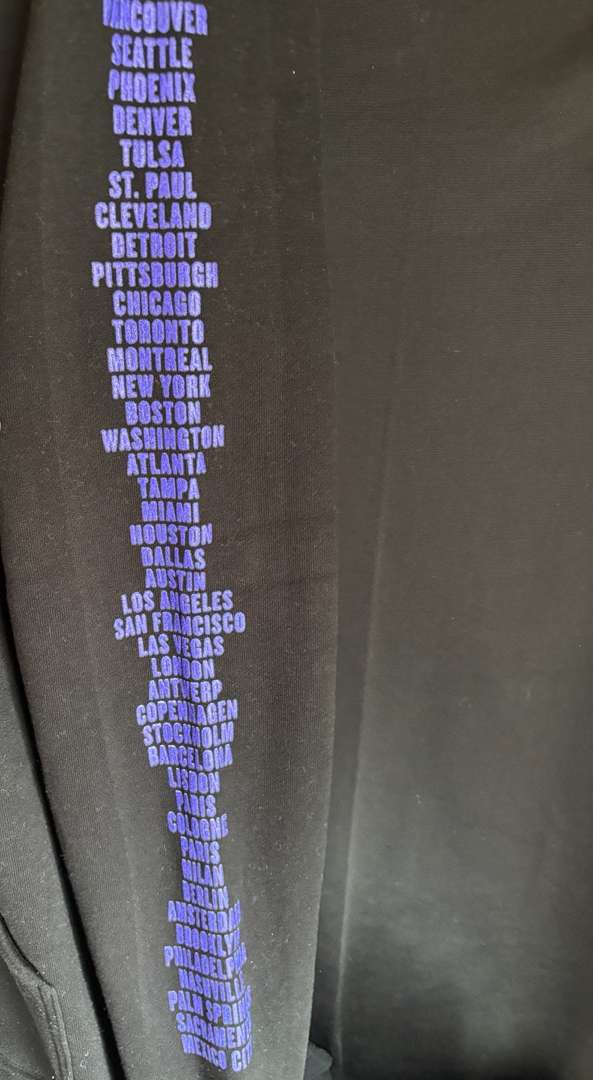 VANCOUVER
SEATTLE
PHOENIX
DENVER
TULSA
ST. PAUL
CLEVELAND
DETROIT
PITTSBURGH
CHICAGO
TORONTO
MONTREAL
NEW YORK
BOSTON
WASHINGTON
ATLANTA
TAMPA
MIAMI
HOUSTON
DALLAS
AUSTIN
LOS ANGELES
SAN FRANCISCO
LAS VEGAS
LONDON
ANTWERP
COPENHAGEN
STOCKHOLM
BARCELONA
LISBON
PARIS
COLOGNE
PARIS
MILAN
BERLIN
AMSTERDAM
BROOKLYN
PHILADELPHIA
NASHVILLE
PALM SPRINGS
SACRAMENTO
MEXICO CITY